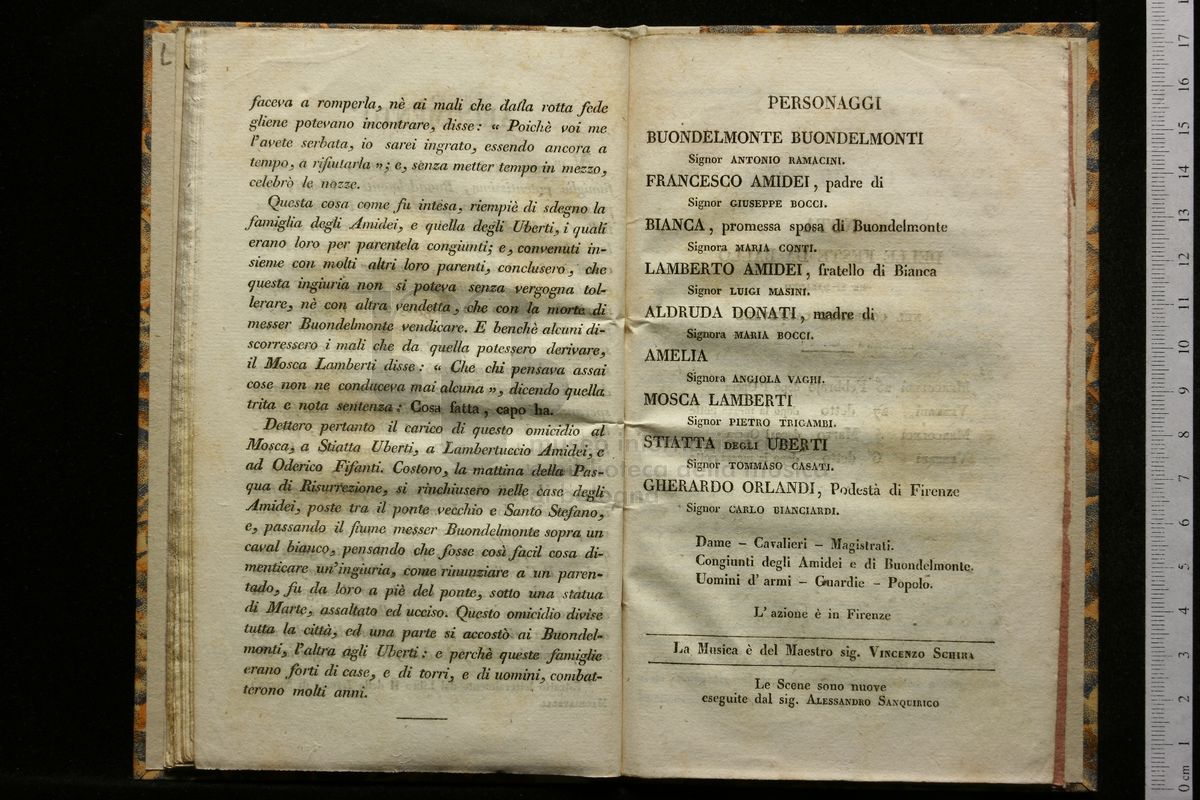 faceva a romperla, nè ai mali che dalla rotta fede
gliene potevano incontrare, disse: « Poichè voi me
l'avete serbata, io sarei ingrato, essendo ancora a
tempo, a rifiutarla »; e, senza metter tempo in mezzo,
celebrò le nozze.
Questa cosa come fu intesa, riempiè di sdegno la
famiglia degli Amidei, e quella degli Uberti, i quali
erano loro per parentela congiunti; e, convenuti in-
sieme con molti altri loro parenti, conclusero, che
questa ingiuria non si poteva senza vergogna tol-
lerare, nè con altra vendetta, che con la morte di
messer Buondelmonte vendicare. E benchè alcuni di-
scorressero i mali che da quella potessero derivare,
il Mosca Lamberti disse: « Che chi pensava assai
cose non ne conduceva mai alcuna », dicendo quella
trita e nota sentenza: Cosa fatta, capo ha.
Dettero pertanto il carico di questo omicidio al
Mosca, a Stiatta Uberti, a Lambertuccio Amidei, e
ad Oderico Fifanti. Costoro, la mattina della Pas-
qua di Risurrezione, si rinchiusero nelle case degli
Amidei, poste tra il ponte vecchio e Santo Stefano,
e, passando il fiume messer Buondelmonte sopra un
caval bianco, pensando che fosse così facil cosa di-
menticare un'ingiuria, come rinunziare a un paren-
tado, fu da loro a piè del ponte, sotto una statua
di Marte, assaltato ed ucciso. Questo omicidio divise
tutta la città, ed una parte si accostò ai Buondel-
monti, l'altra agli Uberti: e perchè queste famiglie
erano forti di case, e di torri, e di uomini, combat-
terono molti anni.
PERSONAGGI
BUONDELMONTE BUONDELMONTI
Signor ANTONIO RAMACINI.
FRANCESCO AMIDEI, padre di
Signor GIUSEPPE BOCCI.
BIANCA, promessa sposa di Buondelmonte
Signora MARIA CONTI.
LAMBERTO AMIDEI, fratello di Bianca
Signor LUIGI MASINI.
ALDRUDA DONATI, madre di
Signora MARIA BOCCI.
AMELIA
Signora ANGIOLA VAGHI.
MOSCA LAMBERTI
Signor PIETRO TRIGAMBI.
STIATTA DEGLI UBERTI
Signor TOMMASO CASATI.
GHERARDO ORLANDI, Podestà di Firenze
Signor CARLO BIANCIARDI.
Dame – Cavalieri – Magistrati.
Congiunti degli Amidei e di Buondelmonte.
Uomini d'armi – Guardie – Popolo.
L'azione è in Firenze
La Musica è del Maestro sig. VINCENZO SCHIRA
Le Scene sono nuove
eseguite dal sig. ALESSANDRO SANQUIRICO